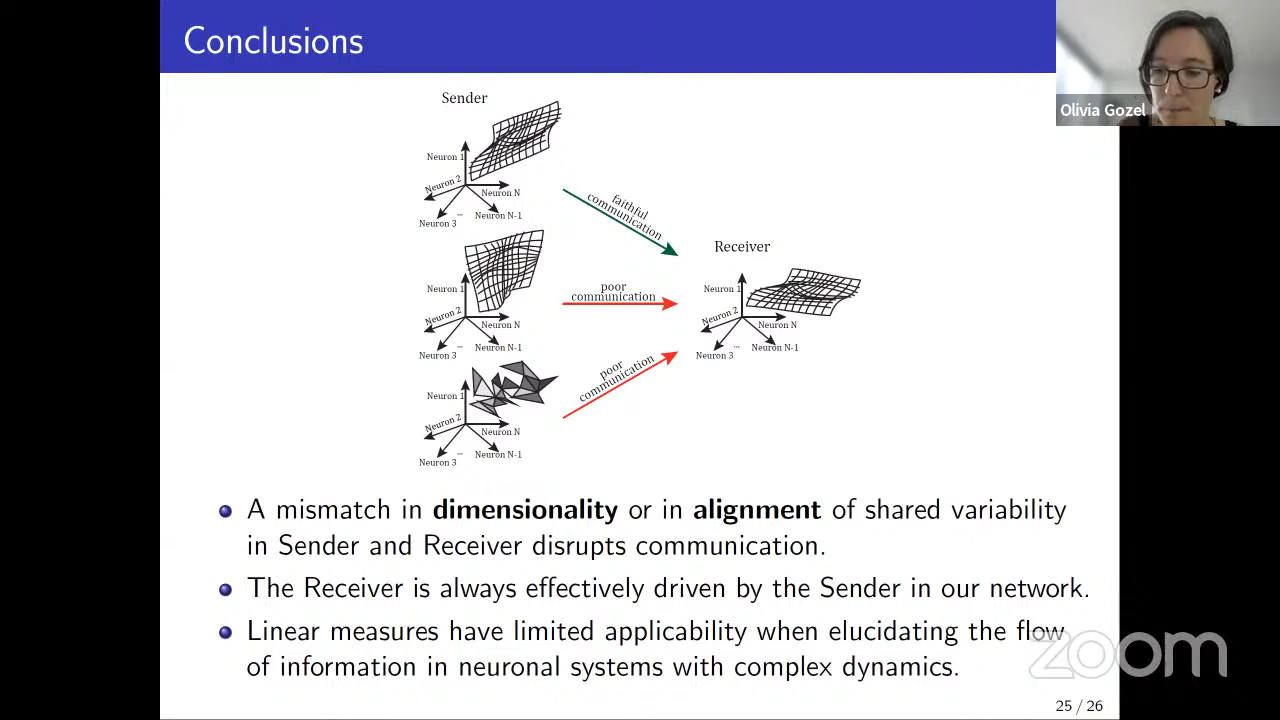 Conclusions
Olivia Gozel
Sender
Neuron 1
Neuron 2
Neuron N
Neuron 3
...
Neuron N-1
faithful
communication
Neuron 1
Neuron 2
Neuron N
Neuron 3
...
Neuron N-1
poor
communication
Receiver
Neuron 1
Neuron 2
Neuron N
Neuron 3
...
Neuron N-1
Neuron 1
Neuron 2
Neuron N
Neuron 3
...
Neuron N-1
poor
communication
A mismatch in dimensionality or in alignment of shared variability
in Sender and Receiver disrupts communication.
The Receiver is always effectively driven by the Sender in our network.
Linear measures have limited applicability when elucidating the flow
of information in neuronal systems with complex dynamics.
zoom
25 / 26